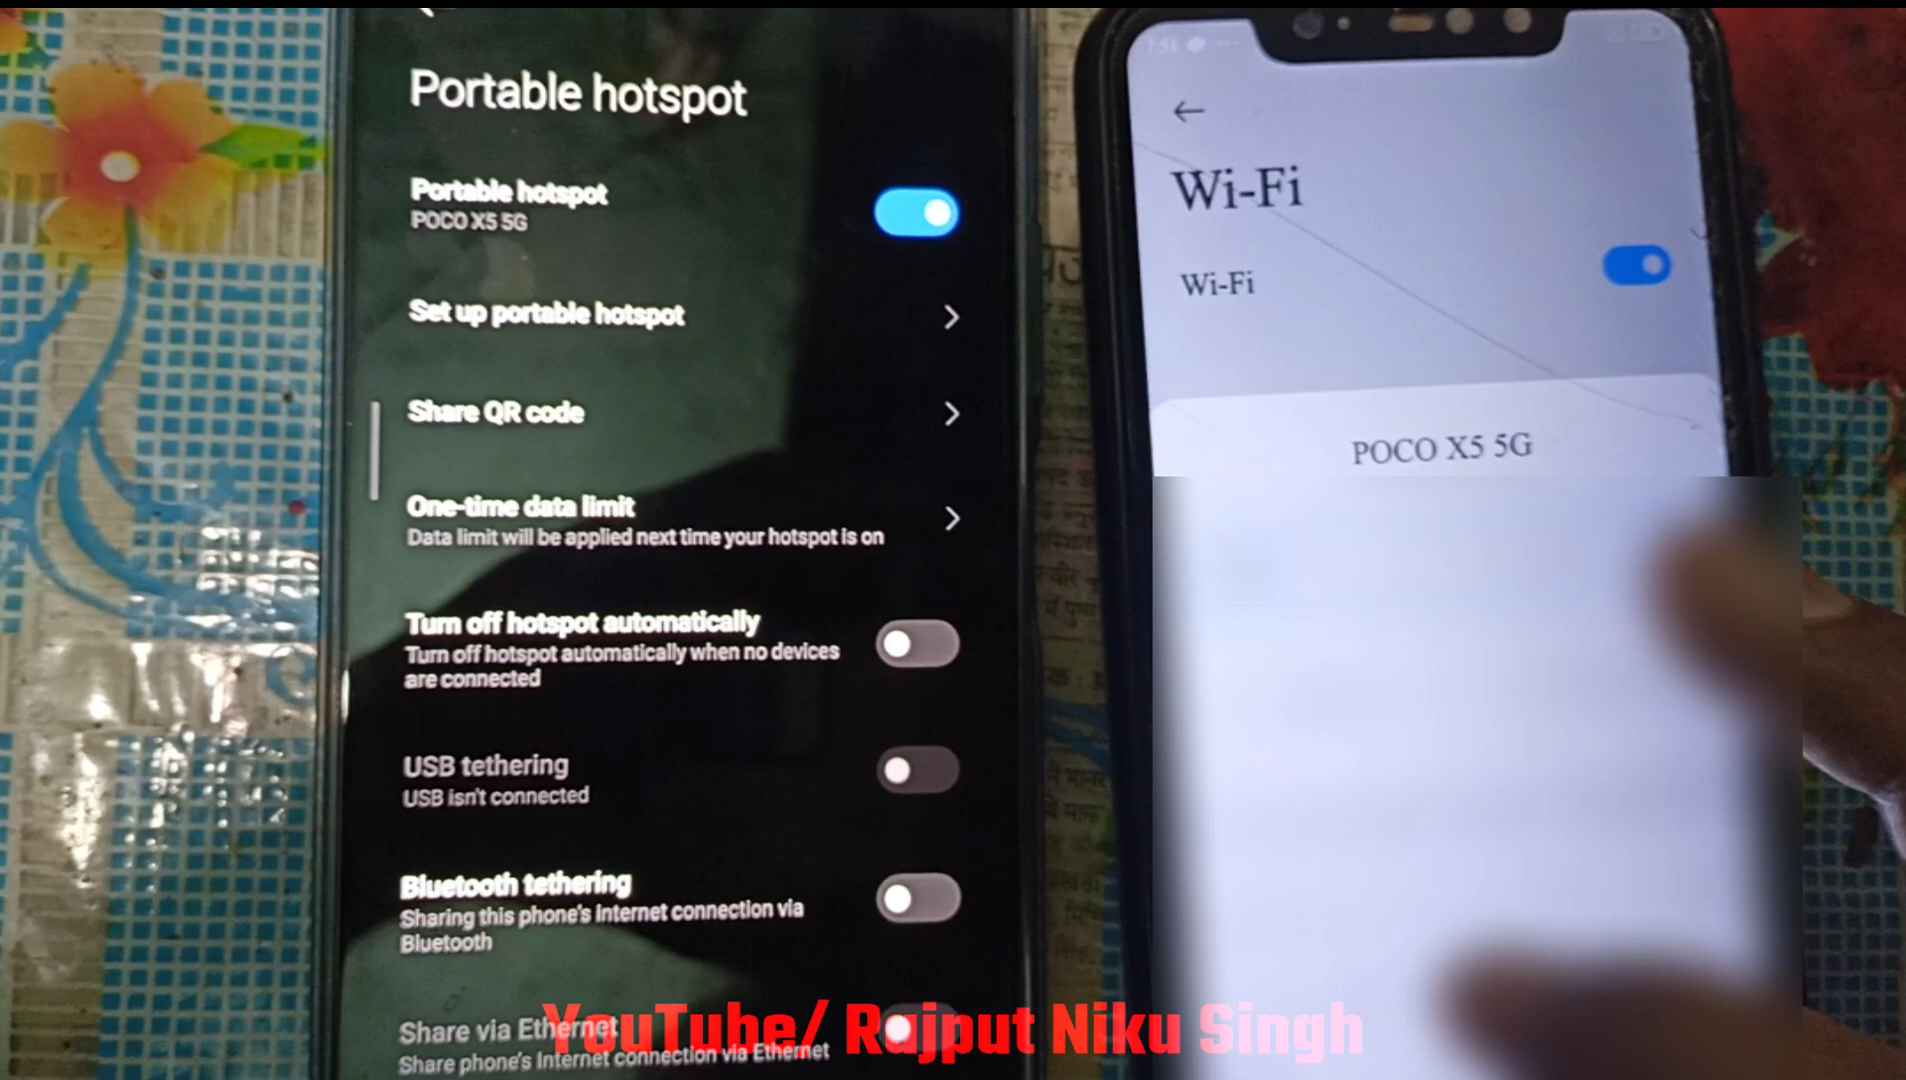 Portable hotspot
Portable hotspot
POCO X5 5G
Set up portable hotspot
Share QR code
One-time data limit
Data limit will be applied next time your hotspot is on
Turn off hotspot automatically
Turn off hotspot automatically when no devices
are connected
USB tethering
USB isn't connected
Bluetooth tethering
Sharing this phone's internet connection via
Bluetooth
Share via Ethernet
Share phone's Internet connection via Ethernet
7:51
Wi-Fi
Wi-Fi
POCO X5 5G
YouTube/ Rajput Niku Singh